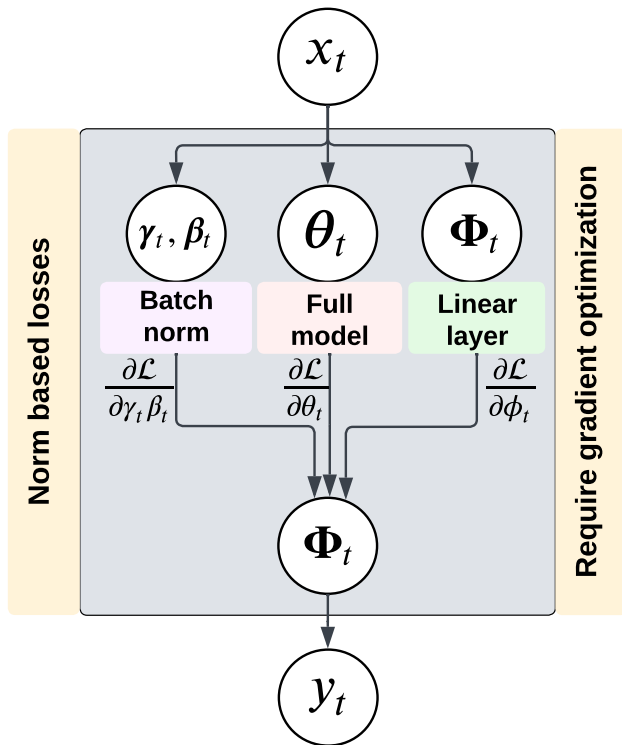 x_t
γ_t, β_t
θ_t
Φ_t
Batch
norm
Full
model
Linear
layer
∂ℒ
∂γ_t β_t
∂ℒ
∂θ_t
∂ℒ
∂ϕ_t
Norm based losses
Require gradient optimization
Φ_t
y_t